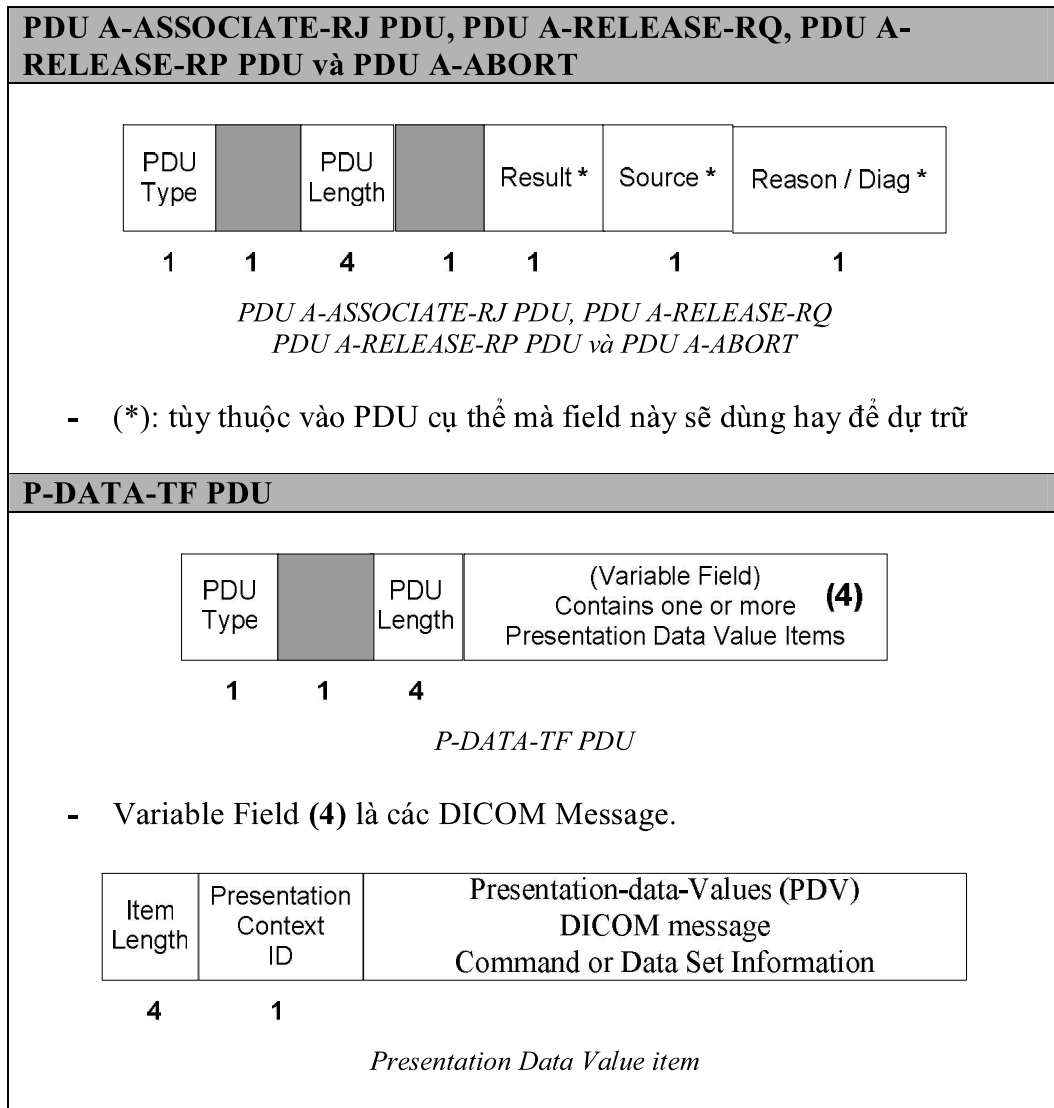 PDU A-ASSOCIATE-RJ PDU, PDU A-RELEASE-RQ, PDU A-
RELEASE-RP PDU và PDU A-ABORT
PDU Type PDU Length Result * Source * Reason / Diag *
1 1 4 1 1 1 1
PDU A-ASSOCIATE-RJ PDU, PDU A-RELEASE-RQ
PDU A-RELEASE-RP PDU và PDU A-ABORT
- (*): tùy thuộc vào PDU cụ thể mà field này sẽ dùng hay để dự trữ
P-DATA-TF PDU
PDU Type PDU Length (Variable Field)
Contains one or more (4)
Presentation Data Value Items
1 1 4
P-DATA-TF PDU
- Variable Field (4) là các DICOM Message.
Item Length Presentation Context ID Presentation-data-Values (PDV)
DICOM message
Command or Data Set Information
4 1
Presentation Data Value item